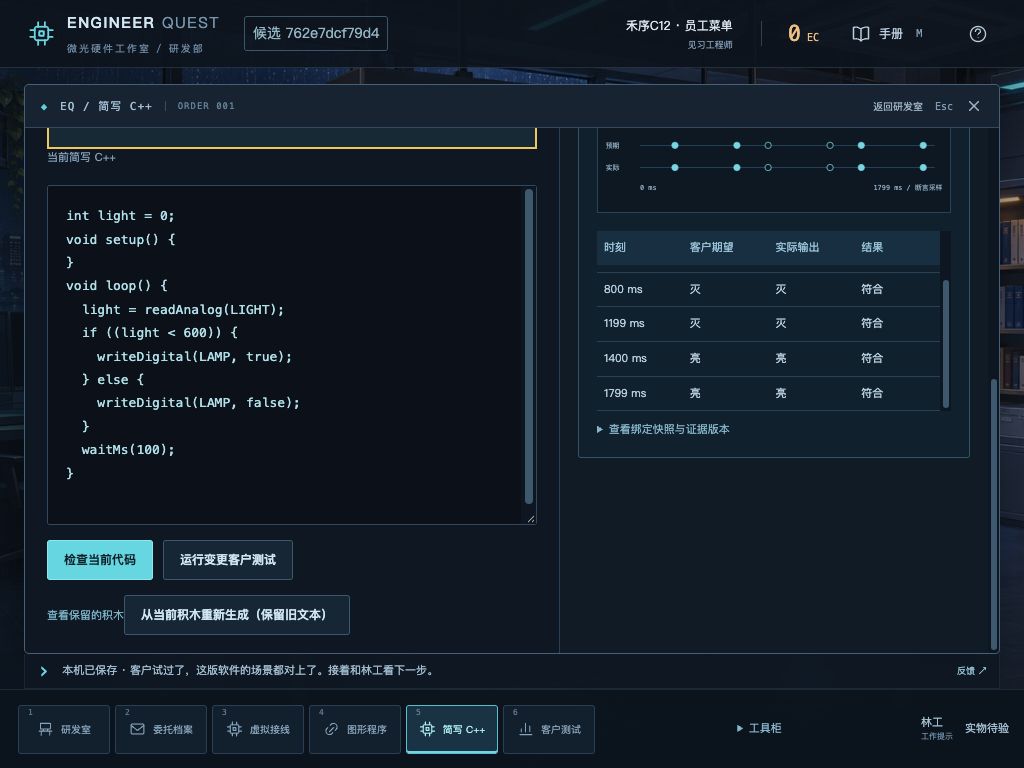 ENGINEER QUEST
微光硬件工作室 / 研发部
候选 762e7dcf79d4
禾序C12 · 员工菜单
见习工程师
0 EC
手册 M
EQ / 简写 C++
ORDER 001
返回研发室 Esc
当前简写 C++
int light = 0;
void setup() {
}
void loop() {
light = readAnalog(LIGHT);
if ((light < 600)) {
writeDigital(LAMP, true);
} else {
writeDigital(LAMP, false);
}
waitMs(100);
}
检查当前代码
运行变更客户测试
查看保留的积木
从当前积木重新生成（保留旧文本）
预期
实际
0 ms
1799 ms / 断言采样
时刻 客户期望 实际输出 结果
800 ms 灭 灭 符合
1199 ms 灭 灭 符合
1400 ms 亮 亮 符合
1799 ms 亮 亮 符合
查看绑定快照与证据版本
本机已保存 · 客户试过了，这版软件的场景都对上了。接着和林工看下一步。
反馈 ↗
1 研发室
2 委托档案
3 虚拟接线
4 图形程序
5 简写 C++
6 客户测试
工具柜
林工
工作提示
实物待验